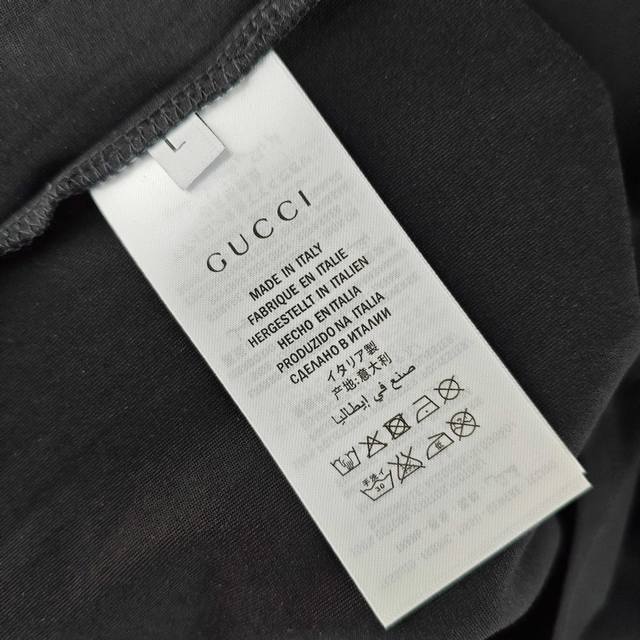 L
GUCCI
MADE IN ITALY
FABRIQUE EN ITALIE
HERGESTELLT IN ITALIEN
HECHO EN ITALIA
PRODUZIDO NA ITALIA
СДЕЛАНО В ИТАЛИИ
イタリア製
产地:意大利
صنع في إيطاليا
30